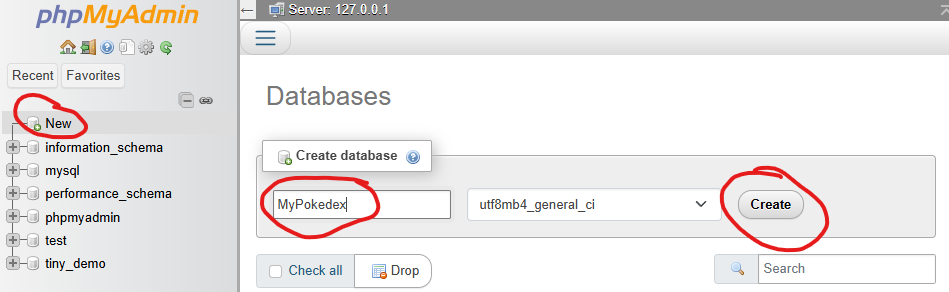 phpMyAdmin
Recent Favorites
New
information_schema
mysql
performance_schema
phpmyadmin
test
tiny_demo
Server: 127.0.0.1
Databases
Create database
MyPokedex utf8mb4_general_ci Create
Check all Drop Search